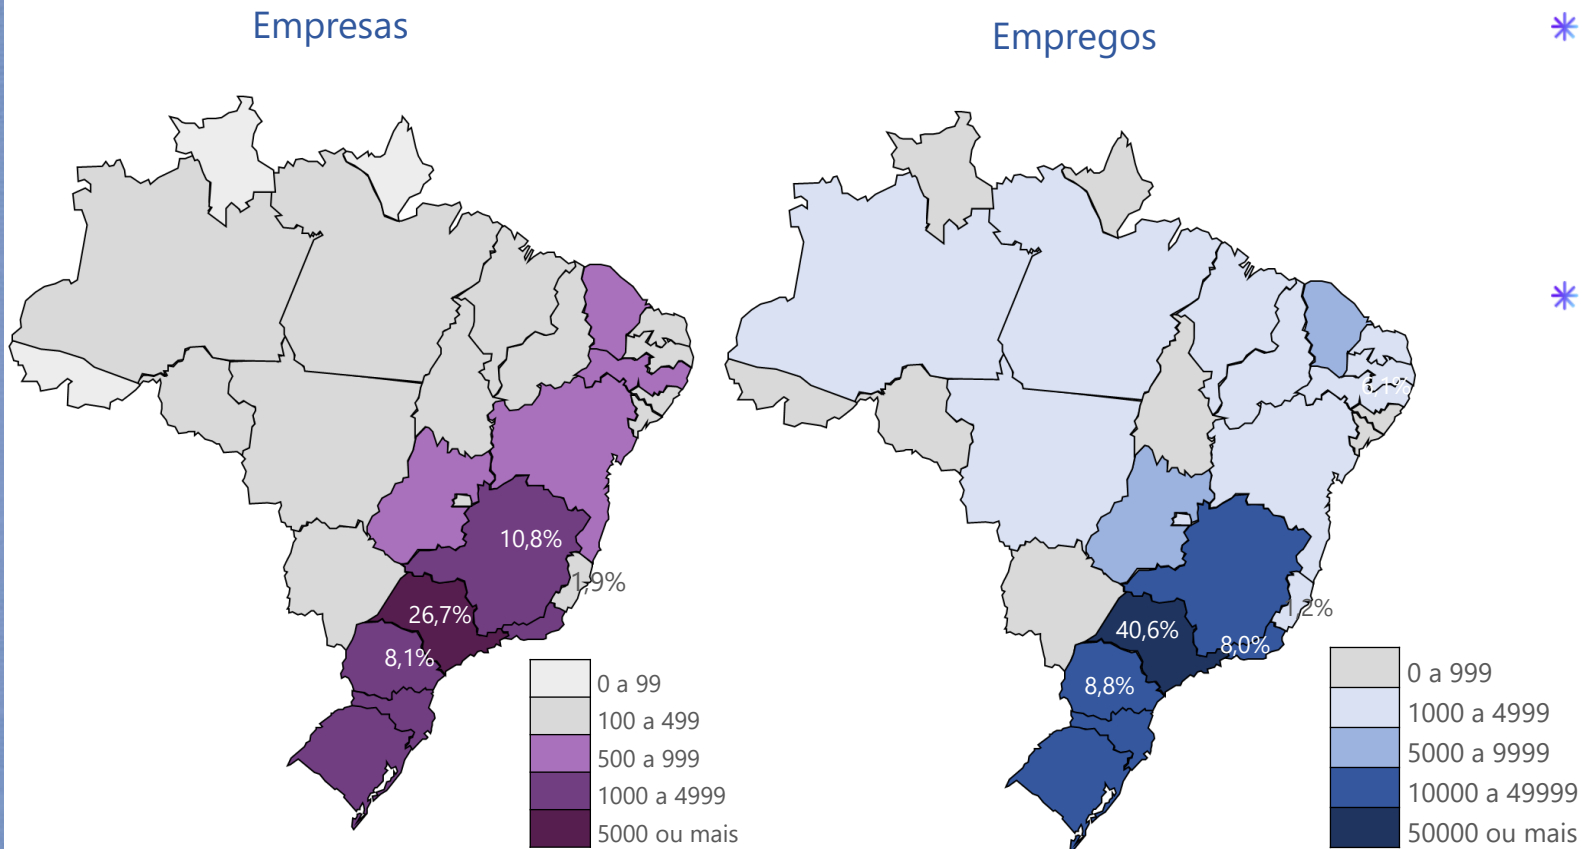 Empresas
10,8%
1,9%
26,7%
8,1%
0 a 99
100 a 499
500 a 999
1000 a 4999
5000 ou mais
Empregos
6,1%
1,2%
40,6%
8,0%
8,8%
0 a 999
1000 a 4999
5000 a 9999
10000 a 49999
50000 ou mais